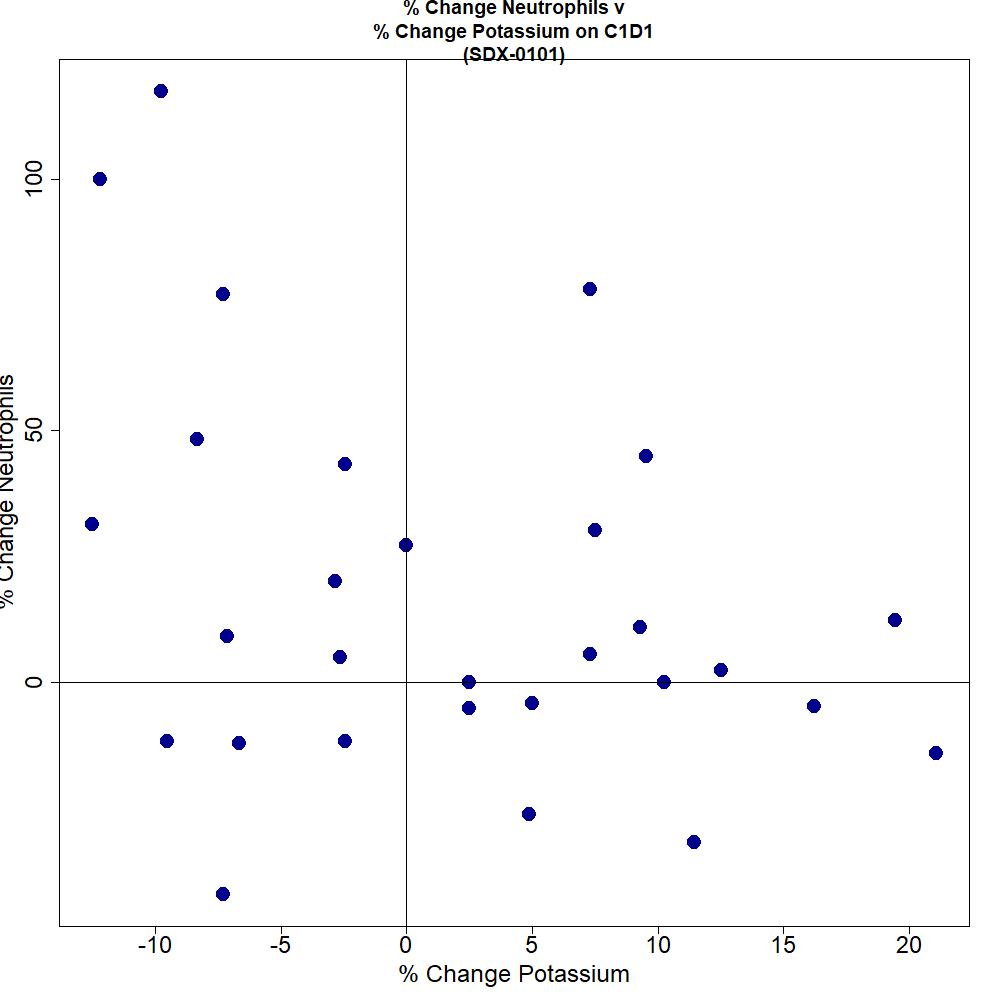 % Change Neutrophils v
% Change Potassium on C1D1
(SDX-0101)
100
50
0
% Change Neutrophils
-10 -5 0 5 10 15 20
% Change Potassium